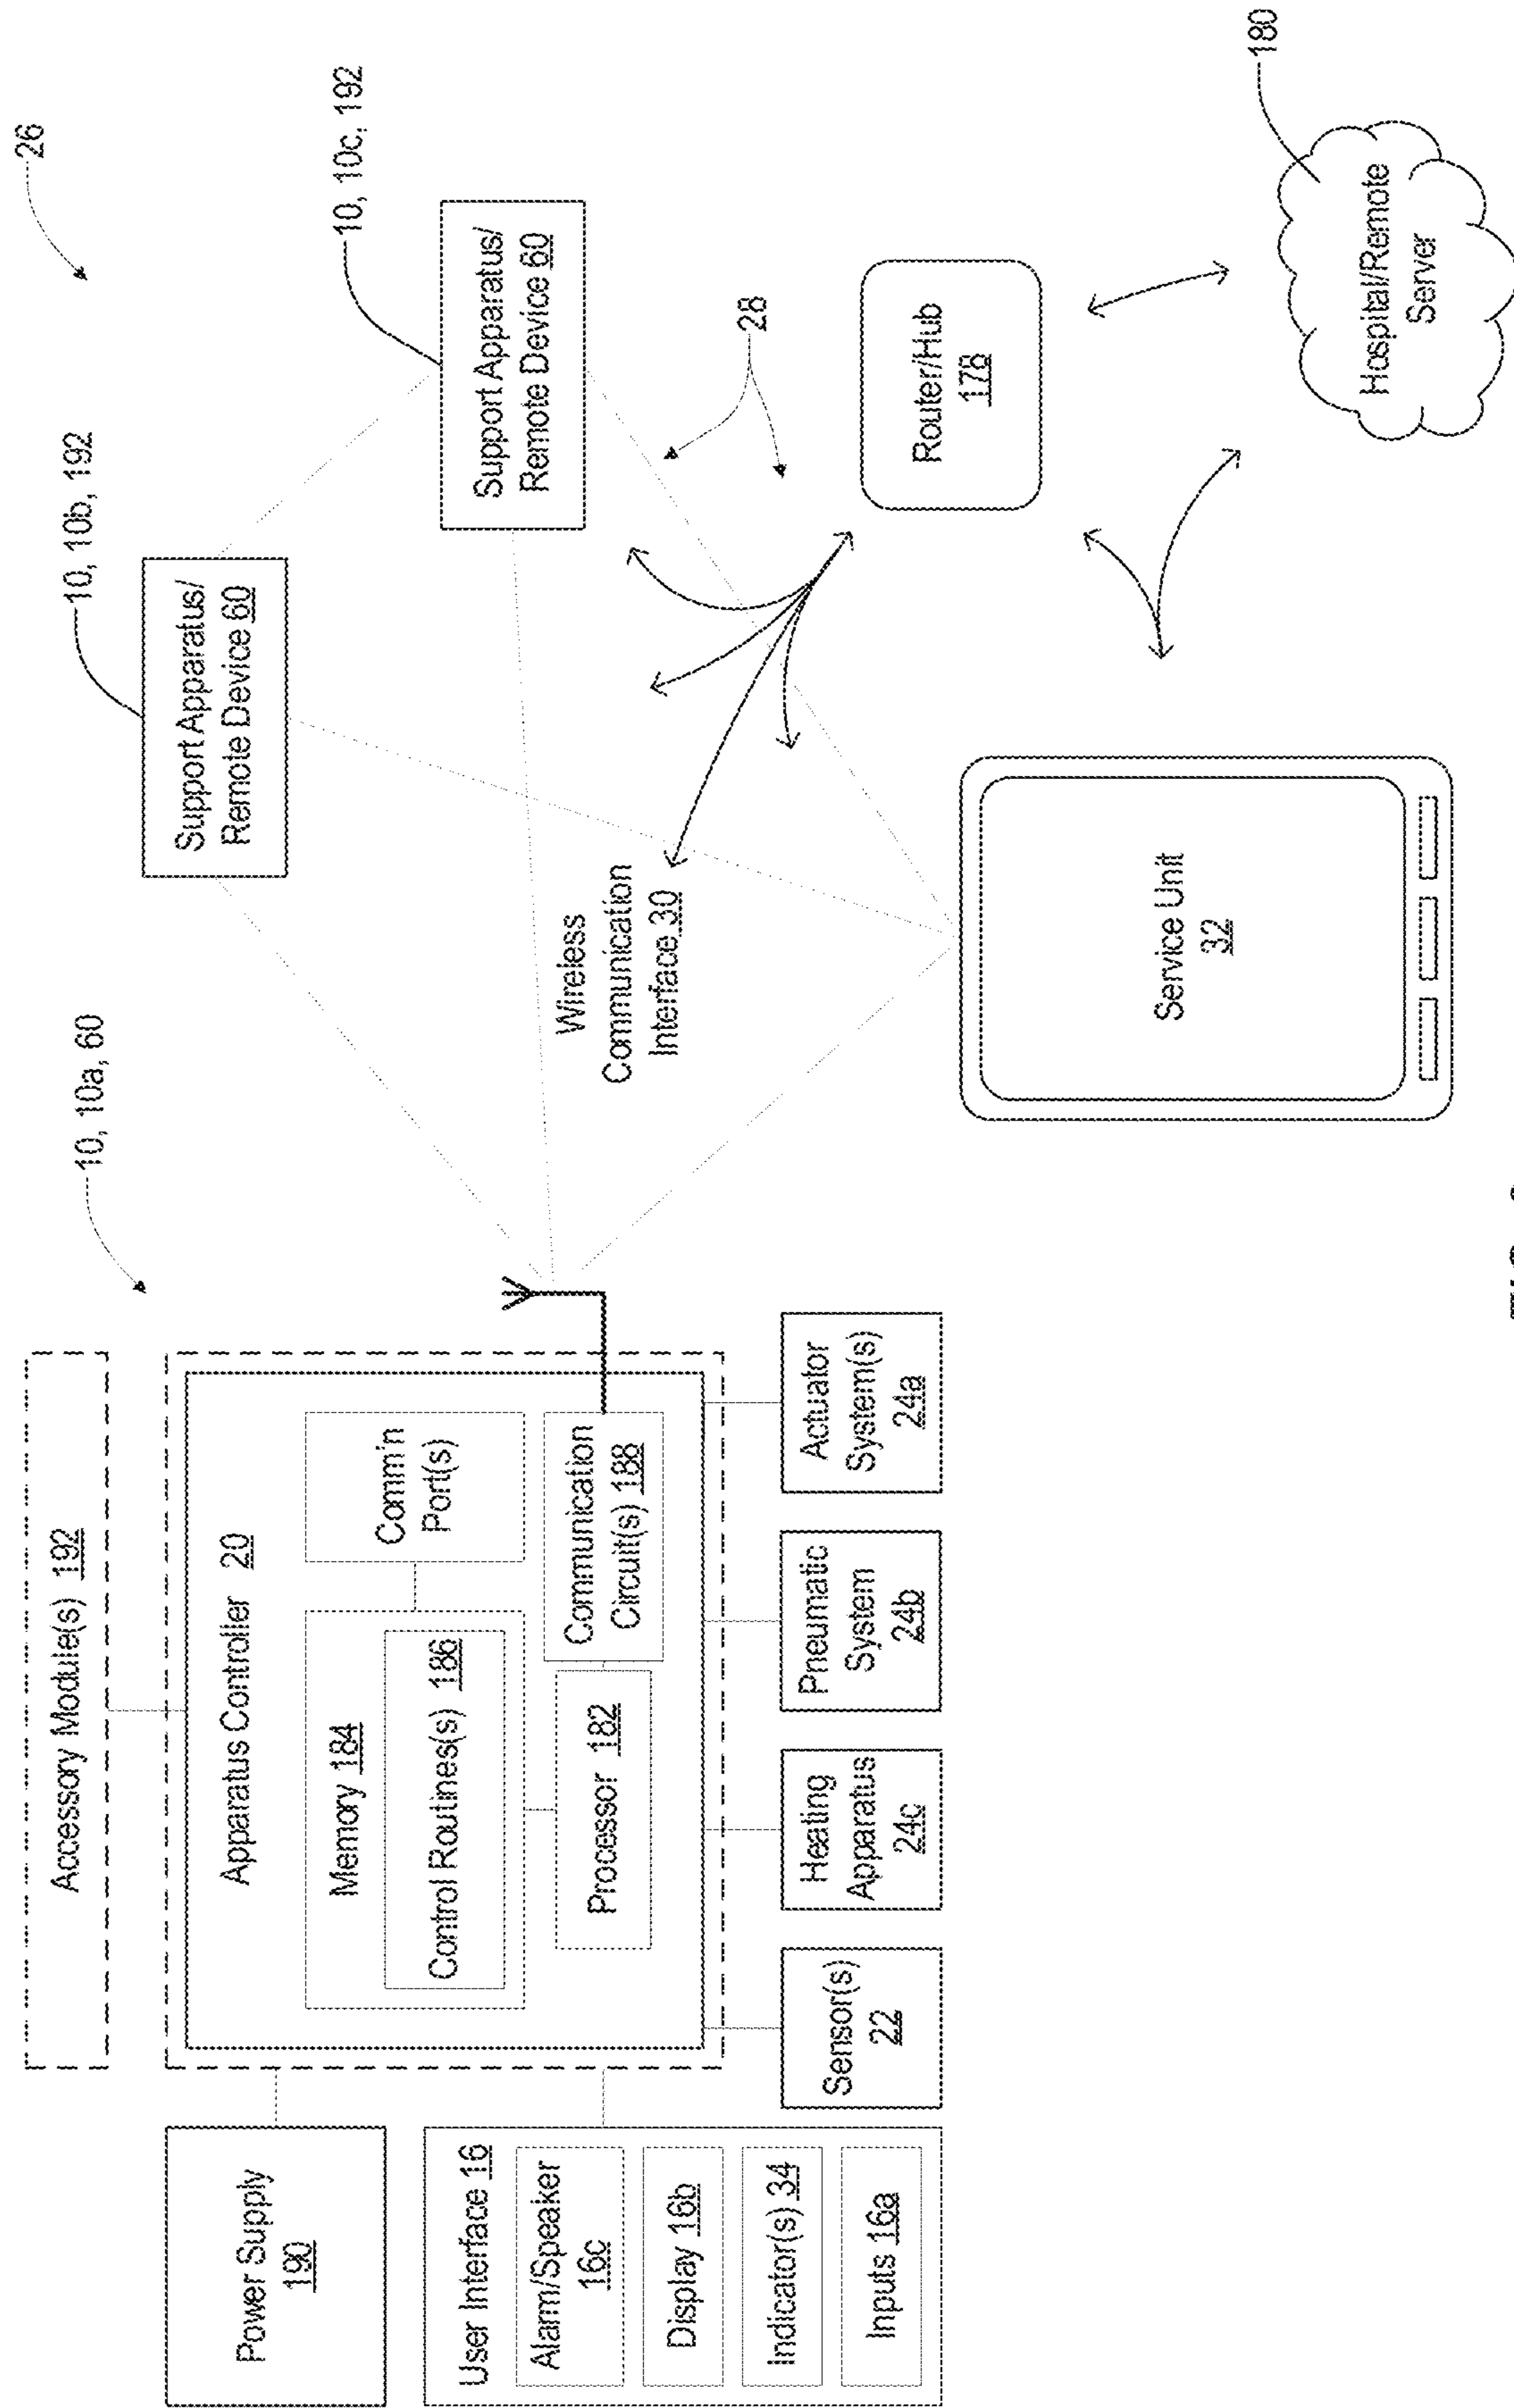 26
10, 10b, 192
10, 10c, 192
10, 10a, 60
Accessory Module(s) 192
Support Apparatus/
Remote Device 60
Support Apparatus/
Remote Device 60
Power Supply
190
Apparatus Controller 20
Memory 184
Control Routines(s) 186
Comm'n
Port(s)
Processor 182
Communication
Circuit(s) 188
User Interface 16
Alarm/Speaker
16c
Display 16b
Indicator(s) 34
Inputs 16a
Sensor(s)
22
Heating
Apparatus
24c
Pneumatic
System
24b
Actuator
System(s)
24a
Wireless
Communication
Interface 30
28
Router/Hub
178
180
Hospital/Remote
Server
Service Unit
32